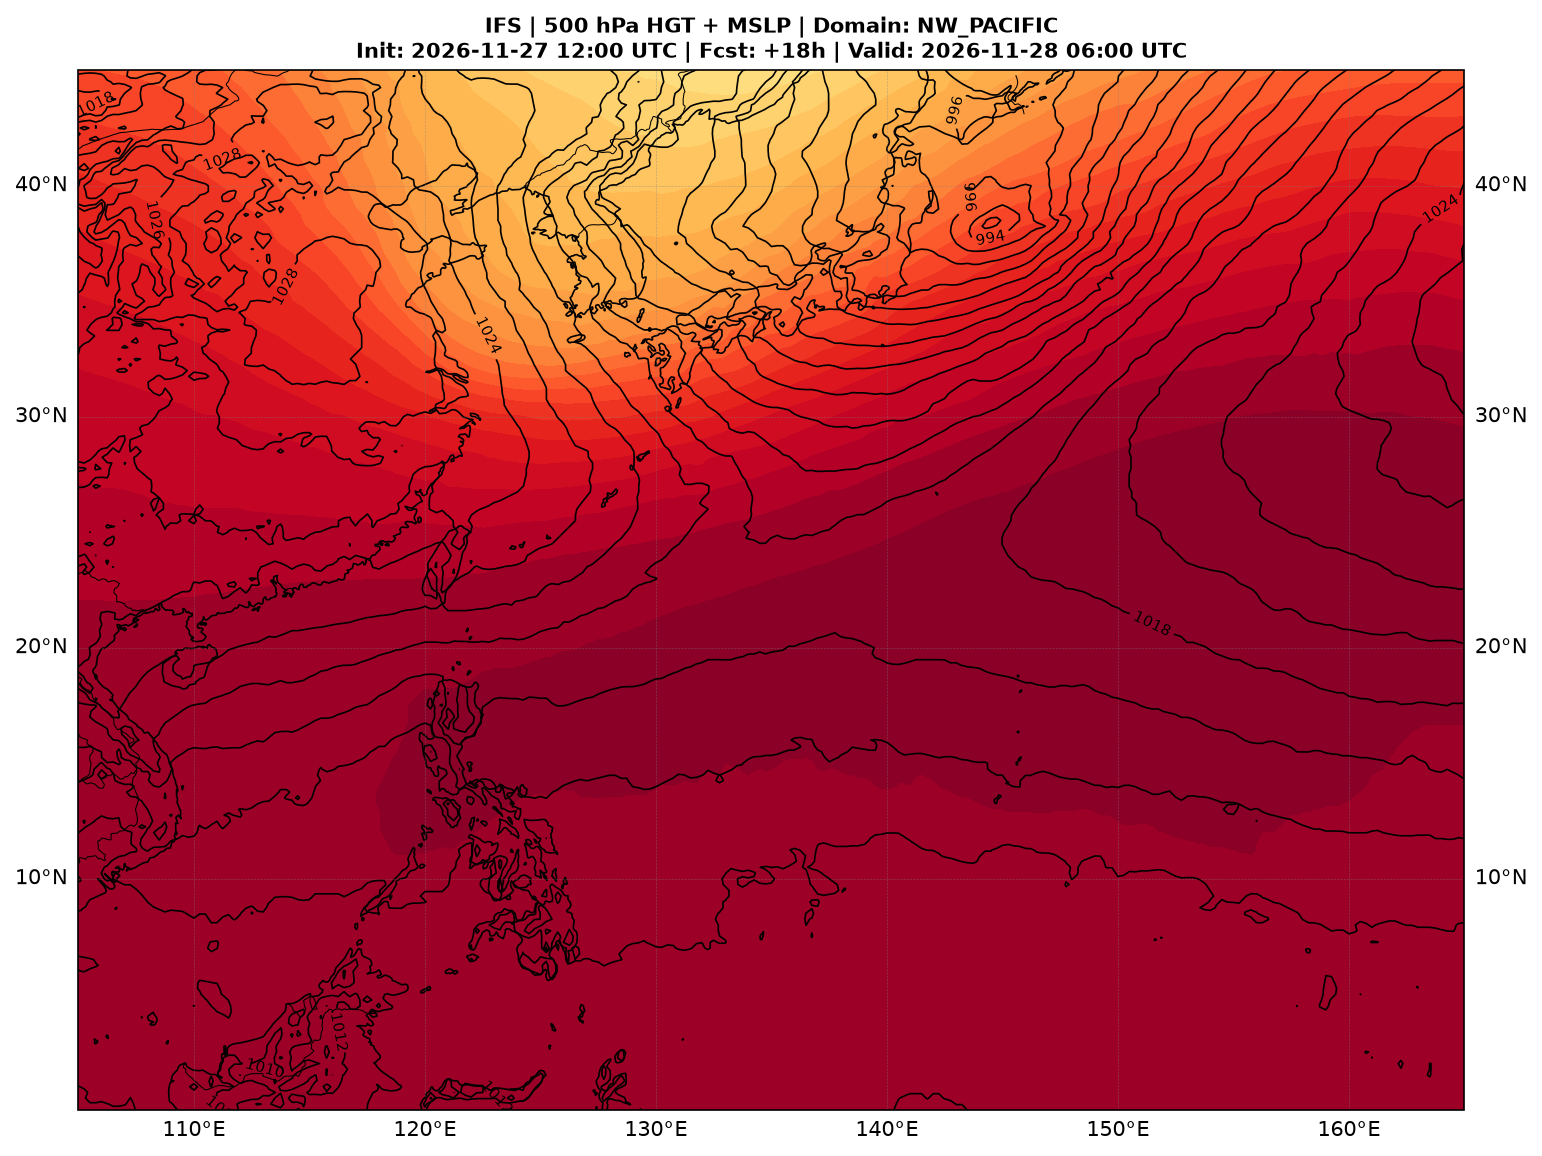 IFS | 500 hPa HGT + MSLP | Domain: NW_PACIFIC
Init: 2026-11-27 12:00 UTC | Fcst: +18h | Valid: 2026-11-28 06:00 UTC
1018
996
1028
40°N
40°N
996
1024
1026
994
1028
1024
30°N
30°N
1018
20°N
20°N
10°N
10°N
1012
1010
110°E
120°E
130°E
140°E
150°E
160°E